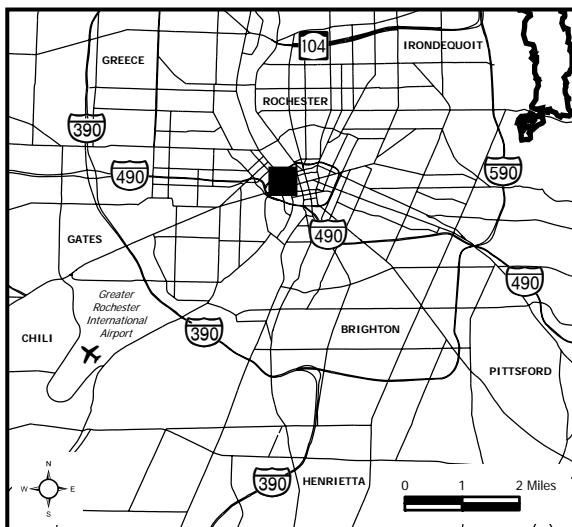 104
IRONDEQUOIT
GREECE
ROCHESTER
390
490
590
GATES
490
490
Greater
Rochester
International
Airport
390
BRIGHTON
CHILI
PITTSFORD
N
W E
S
390
HENRIETTA
0 1 2 Miles